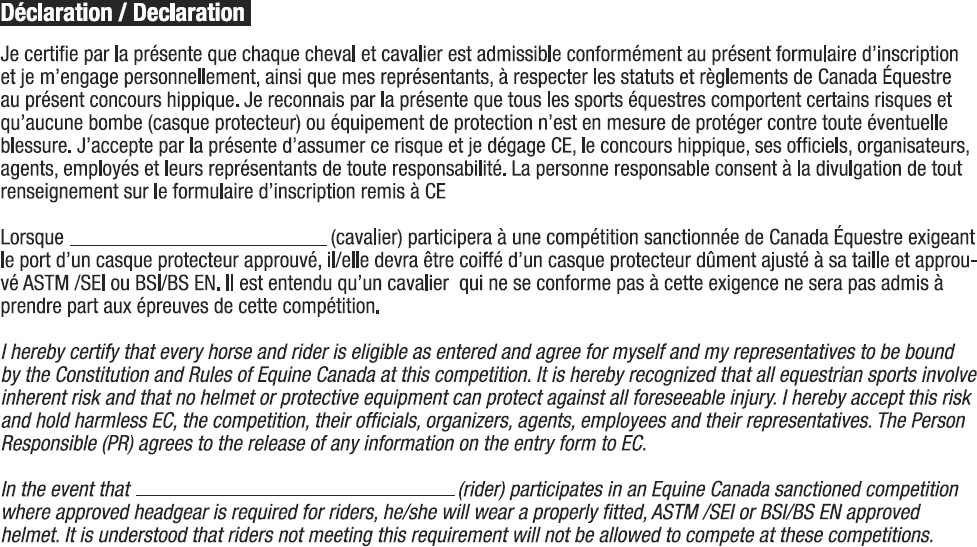 Déclaration / Declaration
Je certifie par la présente que chaque cheval et cavalier est admissible conformément au présent formulaire d'inscription
et je m'engage personnellement, ainsi que mes représentants, à respecter les statuts et règlements de Canada Équestre
au présent concours hippique. Je reconnais par la présente que tous les sports équestres comportent certains risques et
qu'aucune bombe (casque protecteur) ou équipement de protection n'est en mesure de protéger contre toute éventuelle
blessure. J'accepte par la présente d'assumer ce risque et je dégage CE, le concours hippique, ses officiels, organisateurs,
agents, employés et leurs représentants de toute responsabilité. La personne responsable consent à la divulgation de tout
renseignement sur le formulaire d'inscription remis à CE
Lorsque ______________________ (cavalier) participera à une compétition sanctionnée de Canada Équestre exigeant
le port d'un casque protecteur approuvé, il/elle devra être coiffé d'un casque protecteur dûment ajusté à sa taille et approu-
vé ASTM /SEI ou BSI/BS EN. Il est entendu qu'un cavalier qui ne se conforme pas à cette exigence ne sera pas admis à
prendre part aux épreuves de cette compétition.
I hereby certify that every horse and rider is eligible as entered and agree for myself and my representatives to be bound
by the Constitution and Rules of Equine Canada at this competition. It is hereby recognized that all equestrian sports involve
inherent risk and that no helmet or protective equipment can protect against all foreseeable injury. I hereby accept this risk
and hold harmless EC, the competition, their officials, organizers, agents, employees and their representatives. The Person
Responsible (PR) agrees to the release of any information on the entry form to EC.
In the event that ___________________________ (rider) participates in an Equine Canada sanctioned competition
where approved headgear is required for riders, he/she will wear a properly fitted, ASTM /SEI or BSI/BS EN approved
helmet. It is understood that riders not meeting this requirement will not be allowed to compete at these competitions.